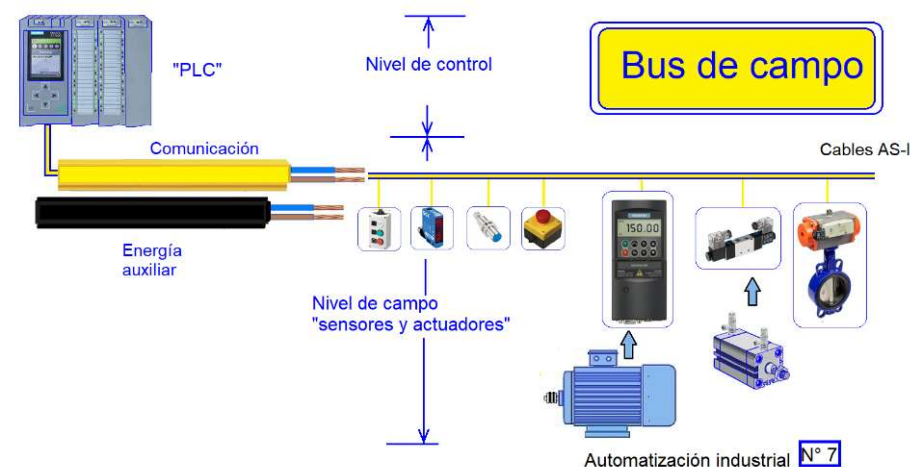 "PLC"
Nivel de control
Bus de campo
Comunicación
Cables AS-I
Energía
auxiliar
150.00
Nivel de campo
"sensores y actuadores"
Automatización industrial N° 7